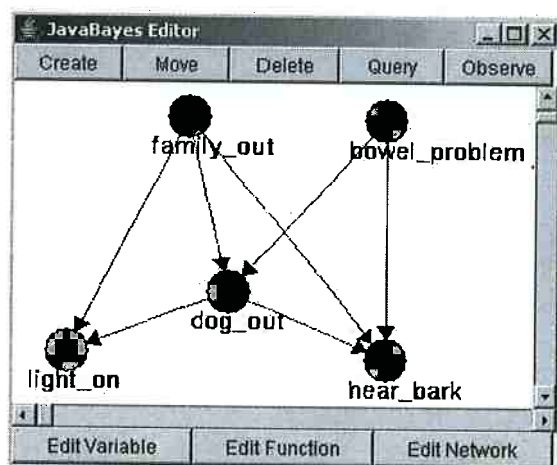 JavaBayes Editor
Create Move Delete Query Observe
family_out bowel_problem
dog_out
light_on
hear_bark
Edit Variable Edit Function Edit Network